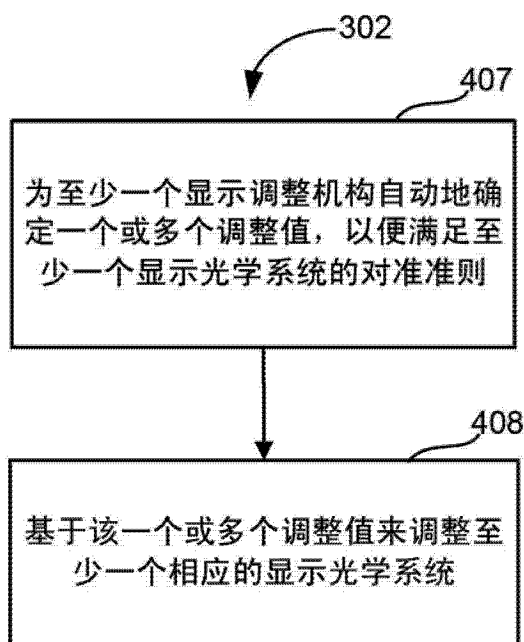 302
407
为至少一个显示调整机构自动地确
定一个或多个调整值，以便满足至
少一个显示光学系统的对准准则
408
基于该一个或多个调整值来调整至
少一个相应的显示光学系统